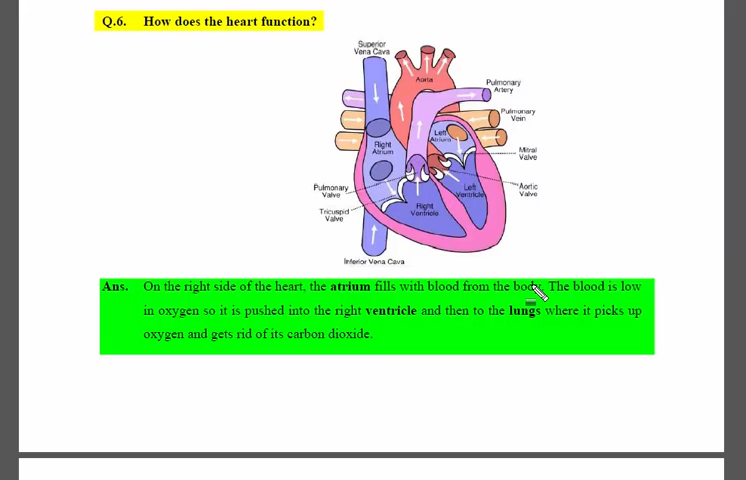 Q.6. How does the heart function?
Superior
Vena Cava
Aorta
Pulmonary
Artery
Pulmonary
Vein
Left
Atrium
Right
Atrium
Mitral
Valve
Pulmonary
Valve
Left
Ventricle
Aortic
Valve
Right
Ventricle
Tricuspid
Valve
Inferior Vena Cava
Ans. On the right side of the heart, the atrium fills with blood from the body. The blood is low
in oxygen so it is pushed into the right ventricle and then to the lungs where it picks up
oxygen and gets rid of its carbon dioxide.